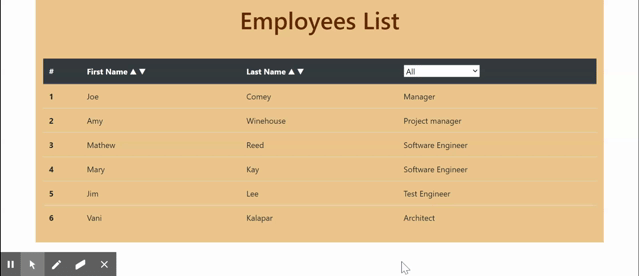 Employees List
# First Name ▲ ▼ Last Name ▲ ▼ All
1 Joe Comey Manager
2 Amy Winehouse Project manager
3 Mathew Reed Software Engineer
4 Mary Kay Software Engineer
5 Jim Lee Test Engineer
6 Vani Kalapar Architect